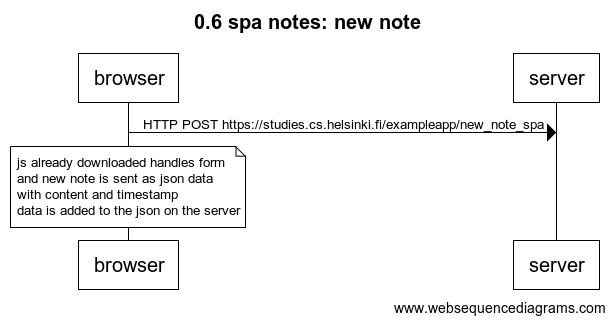 0.6 spa notes: new note
browser
server
HTTP POST https://studies.cs.helsinki.fi/exampleapp/new_note_spa
js already downloaded handles form
and new note is sent as json data
with content and timestamp
data is added to the json on the server
browser
server
www.websequencediagrams.com